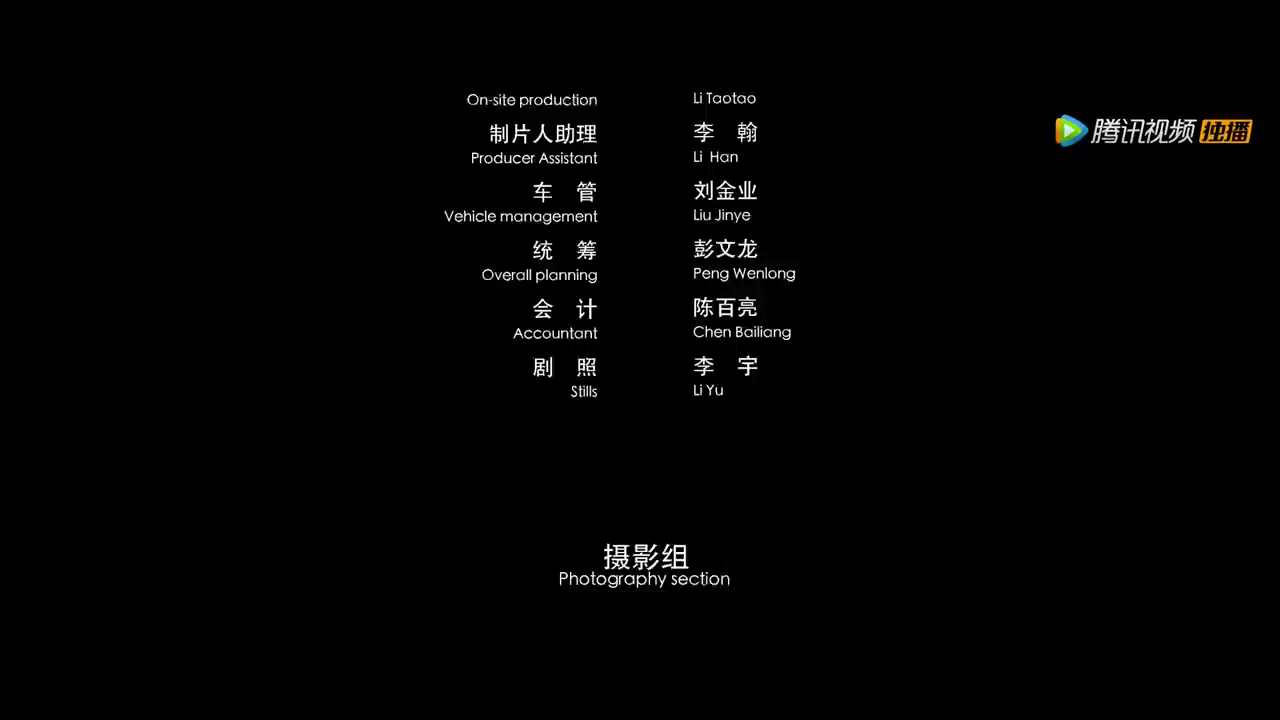 On-site production Li Taotao
制片人助理 李 翰
Producer Assistant Li Han
车 管 刘金业
Vehicle management Liu Jinye
统 筹 彭文龙
Overall planning Peng Wenlong
会 计 陈百亮
Accountant Chen Bailiang
剧 照 李 宇
Stills Li Yu
腾讯视频 独播
摄影组
Photography section